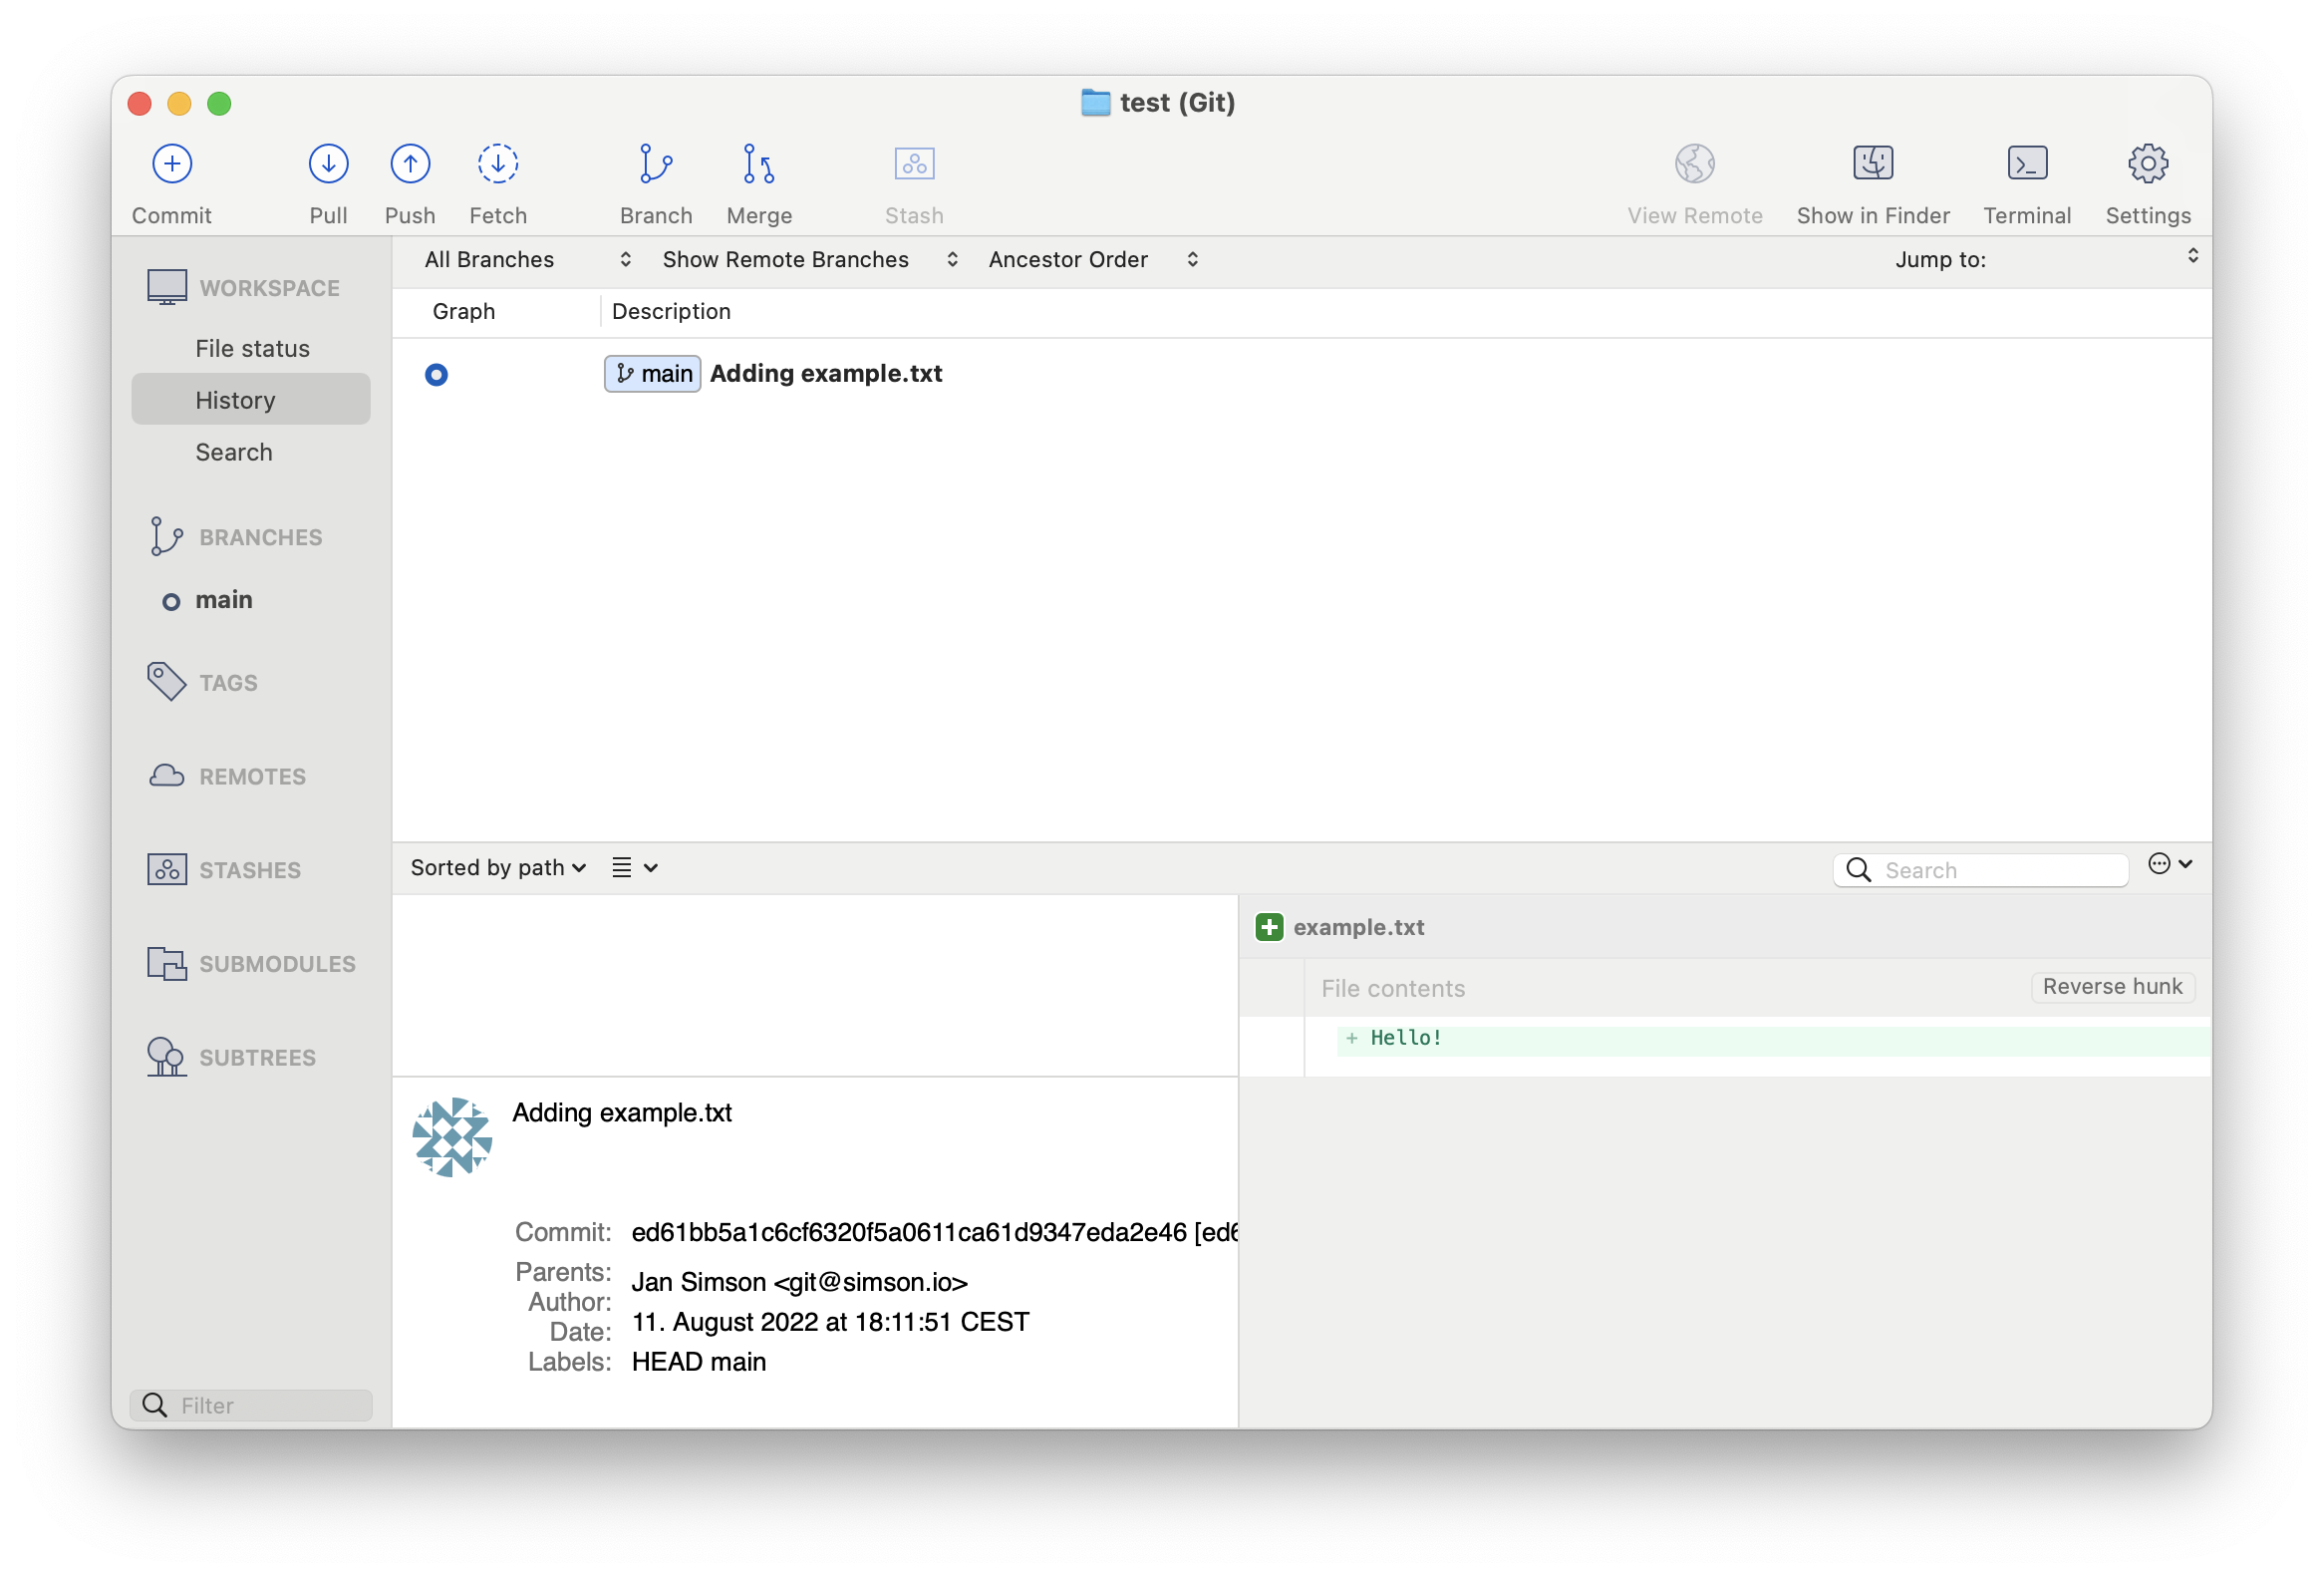 test (Git)
Commit Pull Push Fetch Branch Merge Stash View Remote Show in Finder Terminal Settings
WORKSPACE
File status
History
Search
BRANCHES
main
TAGS
REMOTES
STASHES
SUBMODULES
SUBTREES
Filter
All Branches Show Remote Branches Ancestor Order Jump to:
Graph Description
main Adding example.txt
Sorted by path Search
example.txt
File contents Reverse hunk
+ Hello!
Adding example.txt
Commit: ed61bb5a1c6cf6320f5a0611ca61d9347eda2e46 [ed6
Parents:
Author: Jan Simson <git@simson.io>
Date: 11. August 2022 at 18:11:51 CEST
Labels: HEAD main